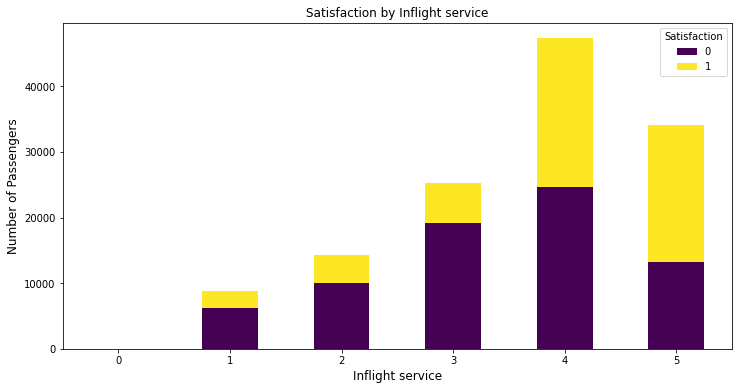 Satisfaction by Inflight service
Satisfaction
0
1
Number of Passengers
40000
30000
20000
10000
0
0 1 2 3 4 5
Inflight service